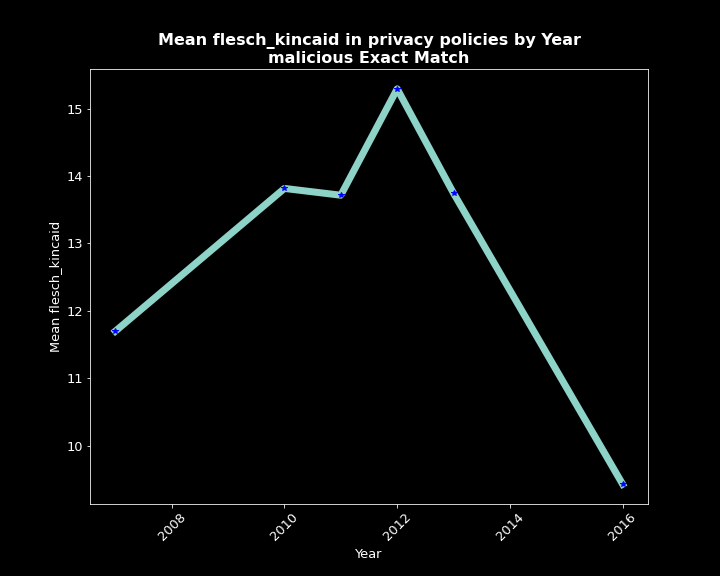 Mean flesch_kincaid in privacy policies by Year
malicious Exact Match
15
14
13
12
11
10
Mean flesch_kincaid
2008
2010
2012
2014
2016
Year